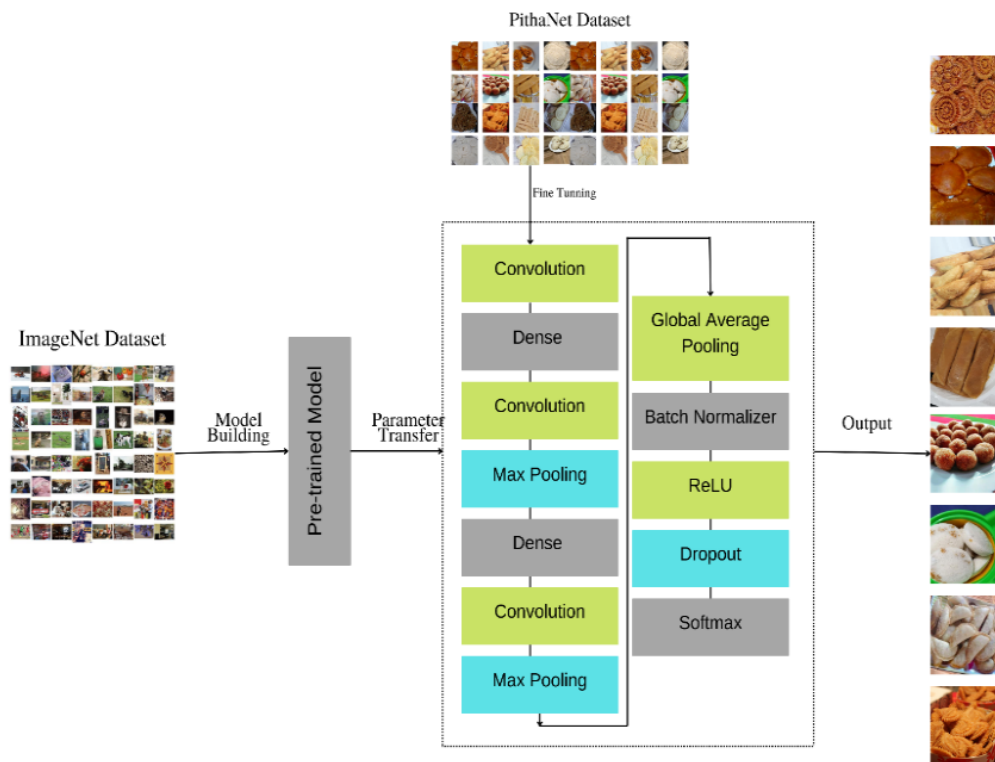 PithaNet Dataset
Fine Tunning
ImageNet Dataset
Model
Building
Pre-trained Model
Parameter
Transfer
Convolution
Dense
Convolution
Max Pooling
Dense
Convolution
Max Pooling
Global Average
Pooling
Batch Normalizer
ReLU
Dropout
Softmax
Output